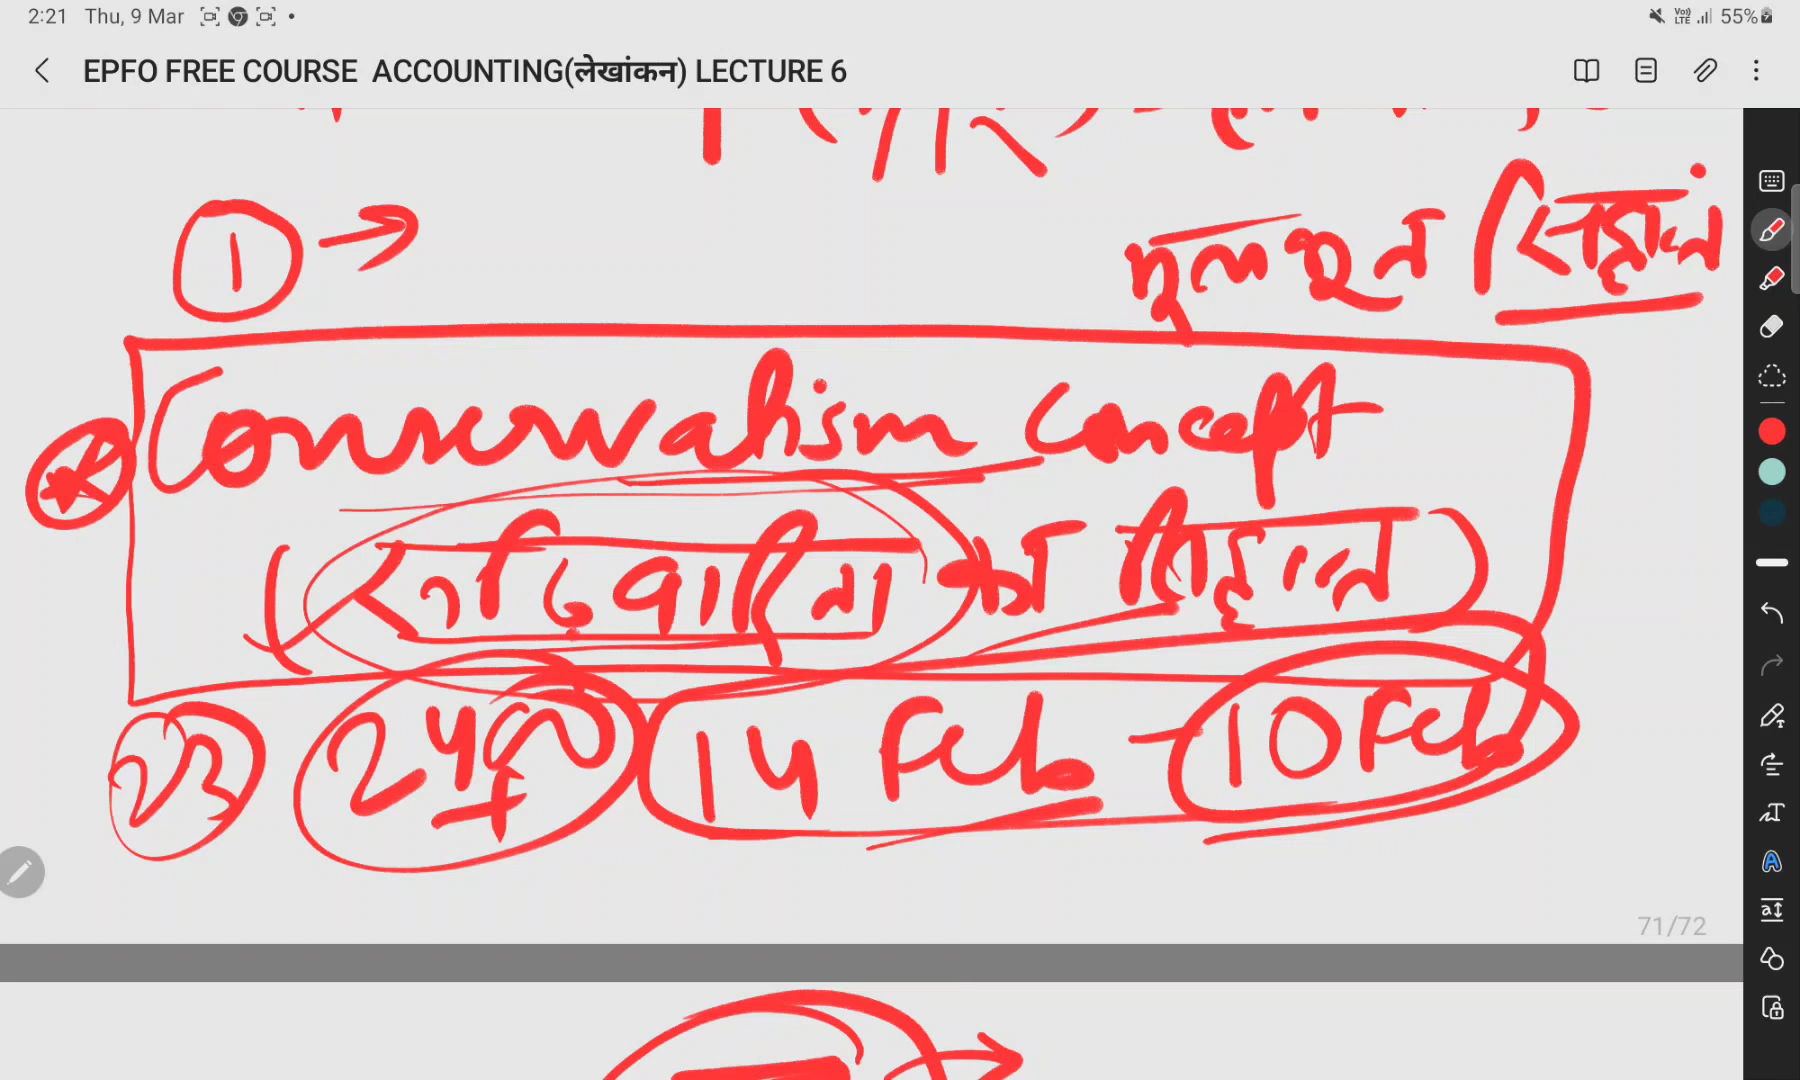 2:21 Thu, 9 Mar 55%
EPFO FREE COURSE ACCOUNTING(लेखांकन) LECTURE 6
1
मूलभूत सिद्धांत
Conservatism concept
(रूढ़िवादिता का सिद्धान्त)
23 24 14 Feb - 10 Feb
71/72